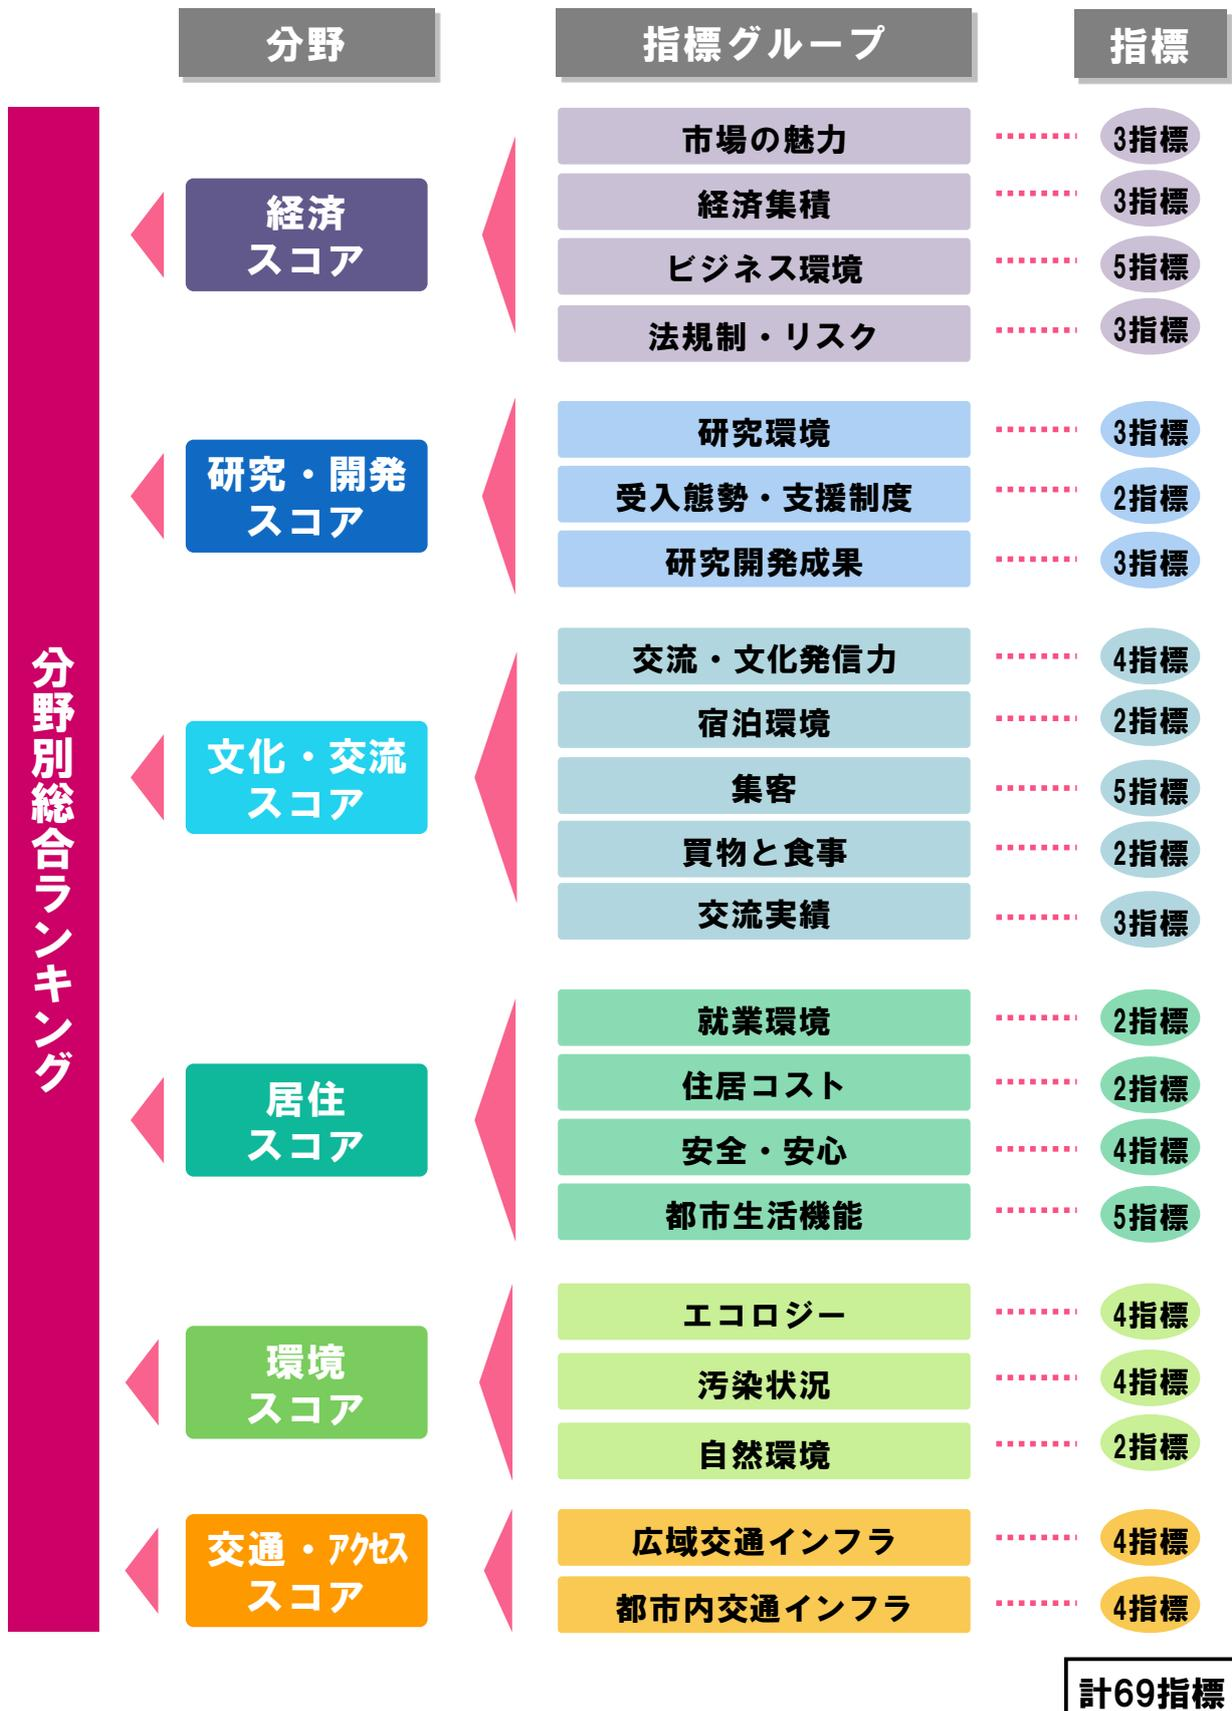 分野 指標グループ 指標
分野別総合ランキング
経済
スコア
市場の魅力 3指標
経済集積 3指標
ビジネス環境 5指標
法規制・リスク 3指標
研究・開発
スコア
研究環境 3指標
受入態勢・支援制度 2指標
研究開発成果 3指標
文化・交流
スコア
交流・文化発信力 4指標
宿泊環境 2指標
集客 5指標
買物と食事 2指標
交流実績 3指標
居住
スコア
就業環境 2指標
住居コスト 2指標
安全・安心 4指標
都市生活機能 5指標
環境
スコア
エコロジー 4指標
汚染状況 4指標
自然環境 2指標
交通・アクセス
スコア
広域交通インフラ 4指標
都市内交通インフラ 4指標
計69指標